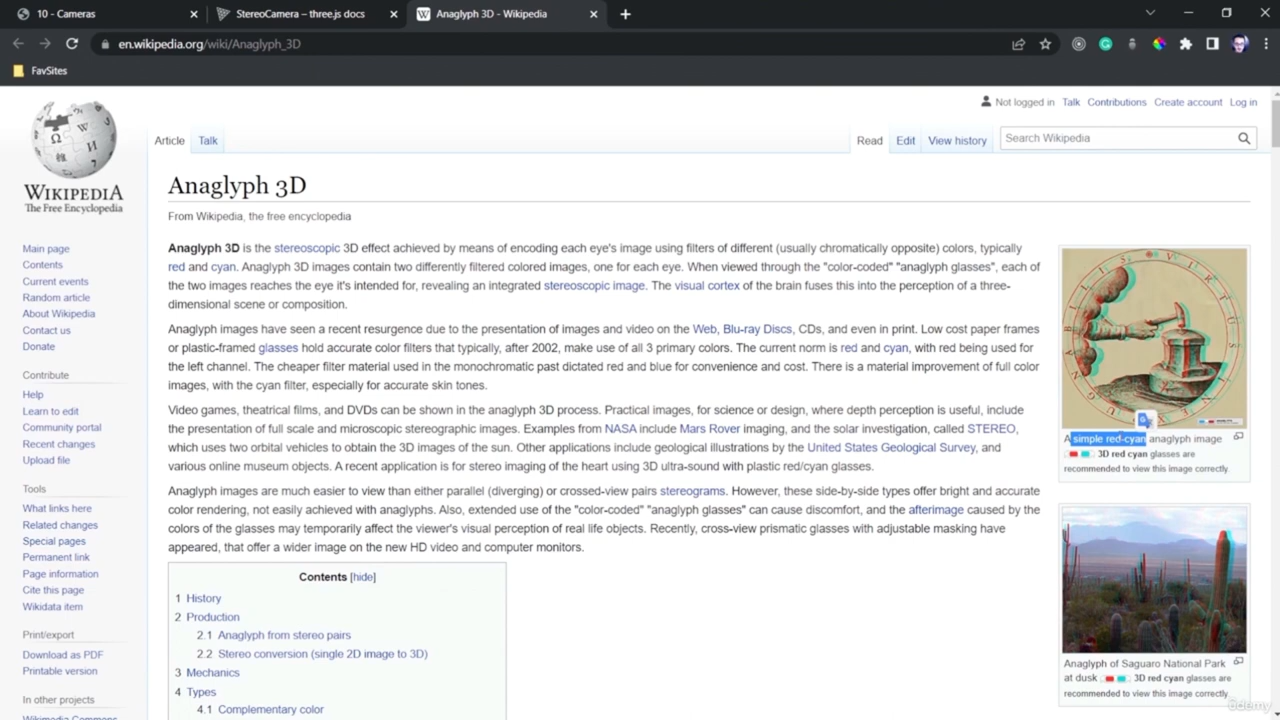 10 - Cameras
StereoCamera – three.js docs
Anaglyph 3D - Wikipedia
en.wikipedia.org/wiki/Anaglyph_3D
FavSites
Not logged in Talk Contributions Create account Log in
Article Talk Read Edit View history Search Wikipedia
WIKIPEDIA
The Free Encyclopedia
Main page
Contents
Current events
Random article
About Wikipedia
Contact us
Donate
Contribute
Help
Learn to edit
Community portal
Recent changes
Upload file
Tools
What links here
Related changes
Special pages
Permanent link
Page information
Cite this page
Wikidata item
Print/export
Download as PDF
Printable version
In other projects
Wikimedia Commons
Anaglyph 3D
From Wikipedia, the free encyclopedia
Anaglyph 3D is the stereoscopic 3D effect achieved by means of encoding each eye's image using filters of different (usually chromatically opposite) colors, typically
red and cyan. Anaglyph 3D images contain two differently filtered colored images, one for each eye. When viewed through the "color-coded" "anaglyph glasses", each of
the two images reaches the eye it's intended for, revealing an integrated stereoscopic image. The visual cortex of the brain fuses this into the perception of a three-
dimensional scene or composition.
Anaglyph images have seen a recent resurgence due to the presentation of images and video on the Web, Blu-ray Discs, CDs, and even in print. Low cost paper frames
or plastic-framed glasses hold accurate color filters that typically, after 2002, make use of all 3 primary colors. The current norm is red and cyan, with red being used for
the left channel. The cheaper filter material used in the monochromatic past dictated red and blue for convenience and cost. There is a material improvement of full color
images, with the cyan filter, especially for accurate skin tones.
Video games, theatrical films, and DVDs can be shown in the anaglyph 3D process. Practical images, for science or design, where depth perception is useful, include
the presentation of full scale and microscopic stereographic images. Examples from NASA include Mars Rover imaging, and the solar investigation, called STEREO,
which uses two orbital vehicles to obtain the 3D images of the sun. Other applications include geological illustrations by the United States Geological Survey, and
various online museum objects. A recent application is for stereo imaging of the heart using 3D ultra-sound with plastic red/cyan glasses.
Anaglyph images are much easier to view than either parallel (diverging) or crossed-view pairs stereograms. However, these side-by-side types offer bright and accurate
color rendering, not easily achieved with anaglyphs. Also, extended use of the "color-coded" "anaglyph glasses" can cause discomfort, and the afterimage caused by the
colors of the glasses may temporarily affect the viewer's visual perception of real life objects. Recently, cross-view prismatic glasses with adjustable masking have
appeared, that offer a wider image on the new HD video and computer monitors.
Contents [hide]
1 History
2 Production
2.1 Anaglyph from stereo pairs
2.2 Stereo conversion (single 2D image to 3D)
3 Mechanics
4 Types
4.1 Complementary color
A simple red-cyan anaglyph image
3D red cyan glasses are
recommended to view this image correctly.
Anaglyph of Saguaro National Park
at dusk 3D red cyan glasses are
recommended to view this image correctly.
ûdemy